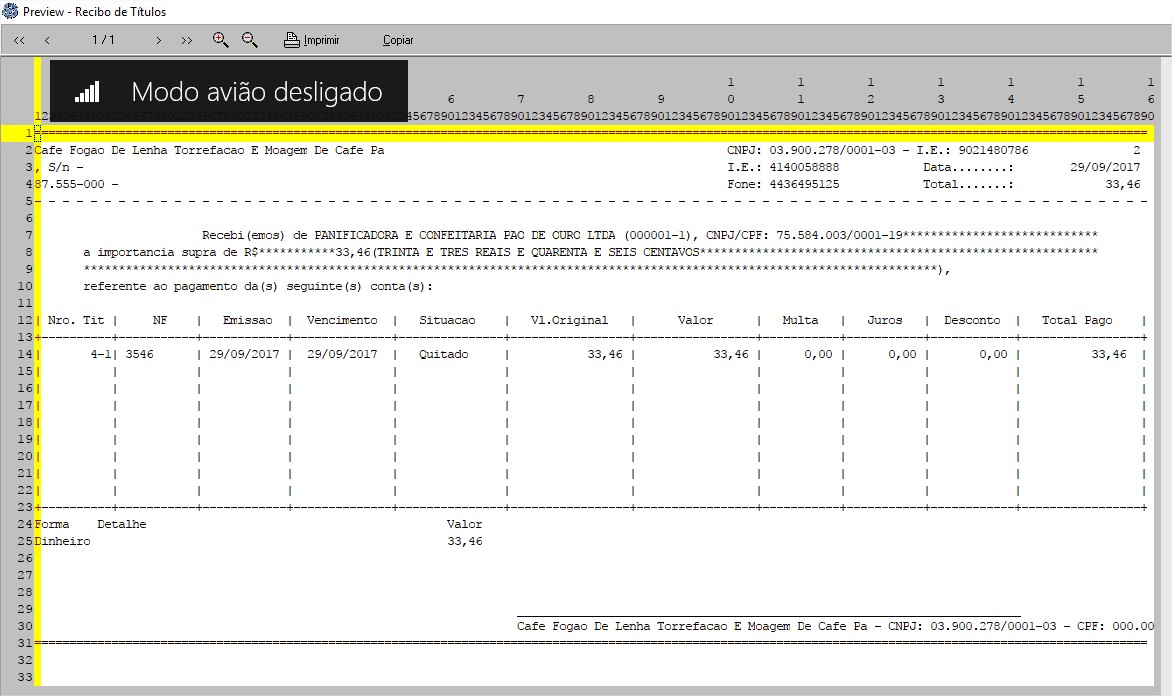 Preview - Recibo de Títulos
<< < 1 / 1 > >> Imprimir Copiar
Modo avião desligado
1 1 1 1 1 1 1
6 7 8 9 0 1 2 3 4 5 6
12 456789012345678901234567890123456789012345678901234567890123456789012345678901234567890123456789012345678901234567890
1 ================================================================
2 Cafe Fogao De Lenha Torrefacao E Moagem De Cafe Pa CNPJ: 03.900.278/0001-03 - I.E.: 9021480786 2
3 , S/n - I.E.: 4140058888 Data.......: 29/09/2017
4 87.555-000 - Fone: 4436495125 Total.......: 33,46
5 - - - - - - - - - - - - - - - - - - - - - - - - - - - - - - - -
6
7 Recebi(emos) de PANIFICADORA E CONFEITARIA PAO DE OURO LTDA (000001-1), CNPJ/CPF: 75.584.003/0001-19****************************
8 a importancia supra de R$***********33,46(TRINTA E TRES REAIS E QUARENTA E SEIS CENTAVOS*********************************************************
9 **************************************************************************************************************************),
10 referente ao pagamento da(s) seguinte(s) conta(s):
11
12 | Nro. Tit | NF | Emissao | Vencimento | Situacao | Vl.Original | Valor | Multa | Juros | Desconto | Total Pago |
13 +----------+-----------+------------+--------------+---------------+-----------------+-----------------+-----------+-----------+------------+-----------------+
14 | 4-1| 3546 | 29/09/2017 | 29/09/2017 | Quitado | 33,46 | 33,46 | 0,00 | 0,00 | 0,00 | 33,46 |
15 | | | | | | | | | | | |
16 | | | | | | | | | | | |
17 | | | | | | | | | | | |
18 | | | | | | | | | | | |
19 | | | | | | | | | | | |
20 | | | | | | | | | | | |
21 | | | | | | | | | | | |
22 | | | | | | | | | | | |
23 +----------+-----------+------------+--------------+---------------+-----------------+-----------------+-----------+-----------+------------+-----------------+
24 Forma Detalhe Valor
25 Dinheiro 33,46
26
27
28
29 ________________________________________________________________________
30 Cafe Fogao De Lenha Torrefacao E Moagem De Cafe Pa - CNPJ: 03.900.278/0001-03 - CPF: 000.00
31 ================================================================
32
33